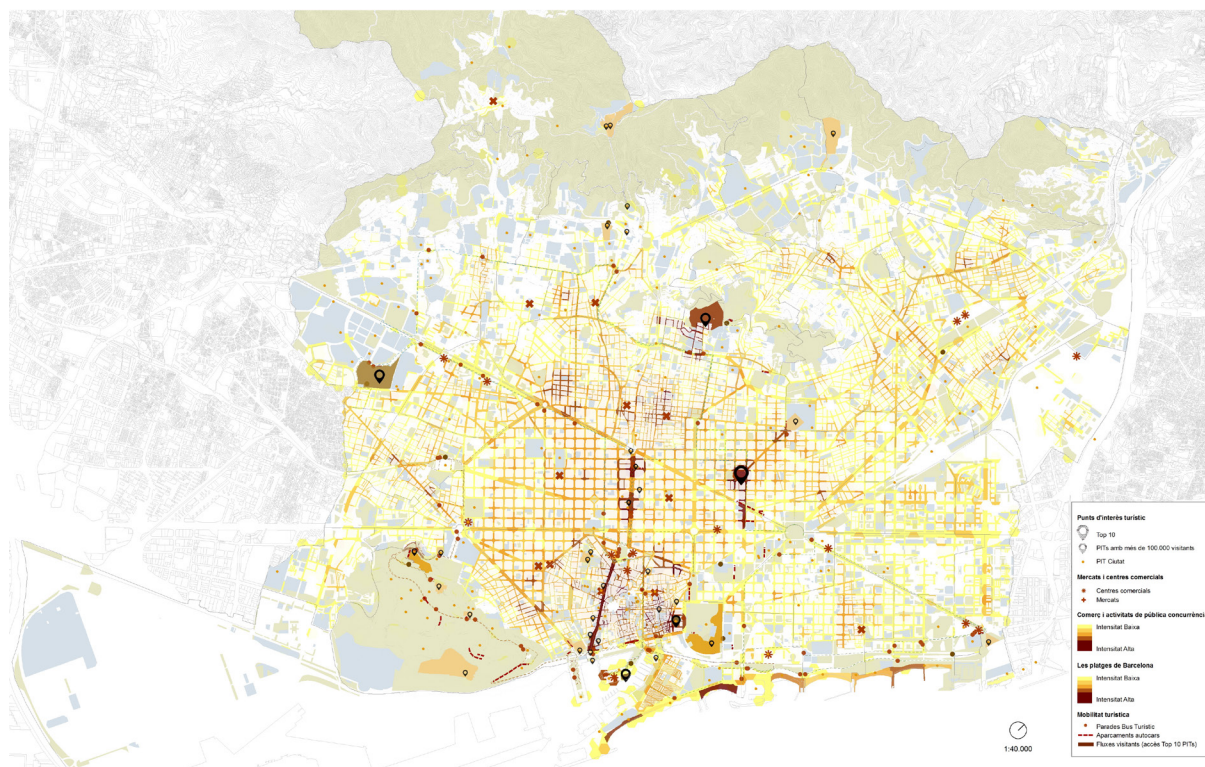 1:40.000
Punts d'interès turístic
Top 10
PITs amb més de 100.000 visitants
PIT Ciutat
Mercats i centres comercials
Centres comercials
Mercats
Comerç i activitats de pública concurrènci
Intensitat Baixa
Intensitat Alta
Les platges de Barcelona
Intensitat Baixa
Intensitat Alta
Mobilitat turística
Parades Bus Turístic
Aparcaments autocars
Fluxes visitants (accès Top 10 PITs)